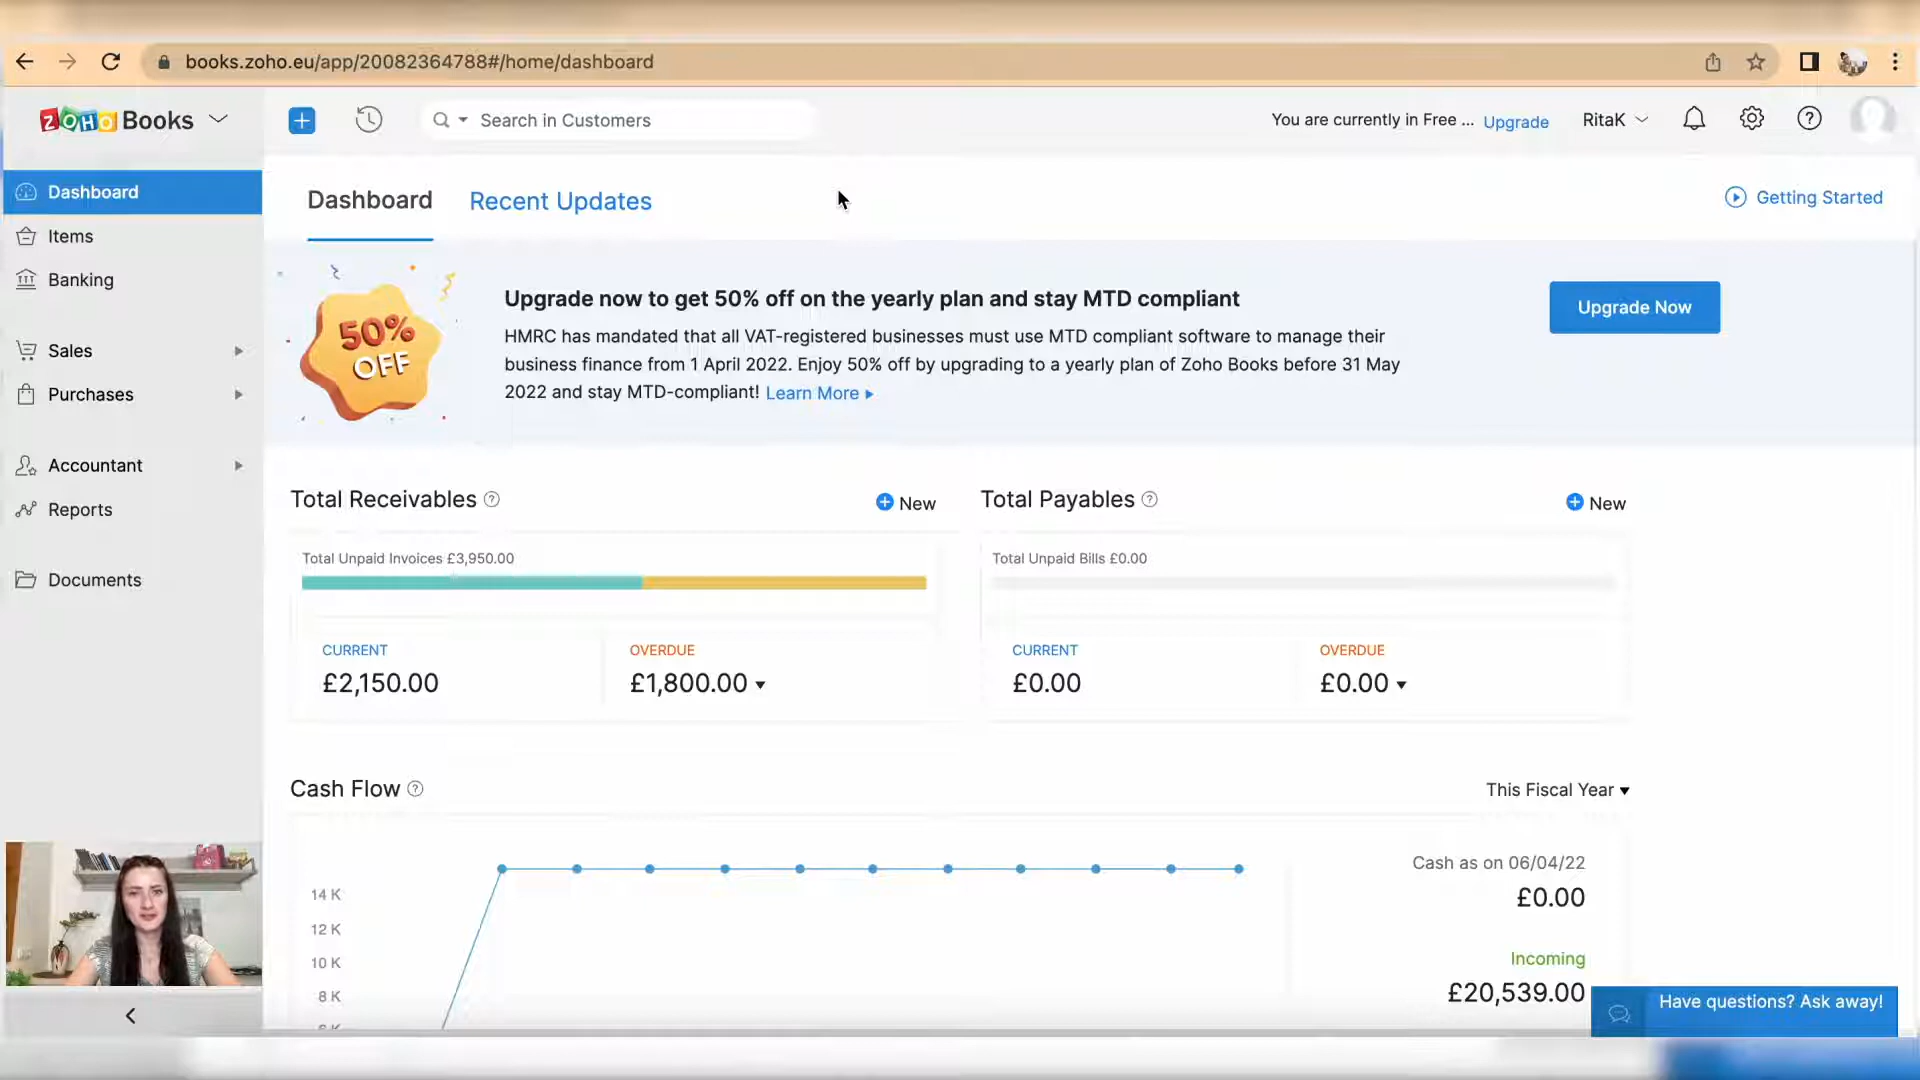 books.zoho.eu/app/20082364788#/home/dashboard
ZOHO Books
Search in Customers
You are currently in Free ... Upgrade
RitaK
Dashboard
Items
Banking
Sales
Purchases
Accountant
Reports
Documents
Dashboard
Recent Updates
Getting Started
50%
OFF
Upgrade now to get 50% off on the yearly plan and stay MTD compliant
HMRC has mandated that all VAT-registered businesses must use MTD compliant software to manage their
business finance from 1 April 2022. Enjoy 50% off by upgrading to a yearly plan of Zoho Books before 31 May
2022 and stay MTD-compliant! Learn More
Upgrade Now
Total Receivables
New
Total Unpaid Invoices £3,950.00
CURRENT
£2,150.00
OVERDUE
£1,800.00
Total Payables
New
Total Unpaid Bills £0.00
CURRENT
£0.00
OVERDUE
£0.00
Cash Flow
This Fiscal Year
14 K
12 K
10 K
8 K
Cash as on 06/04/22
£0.00
Incoming
£20,539.00
Have questions? Ask away!